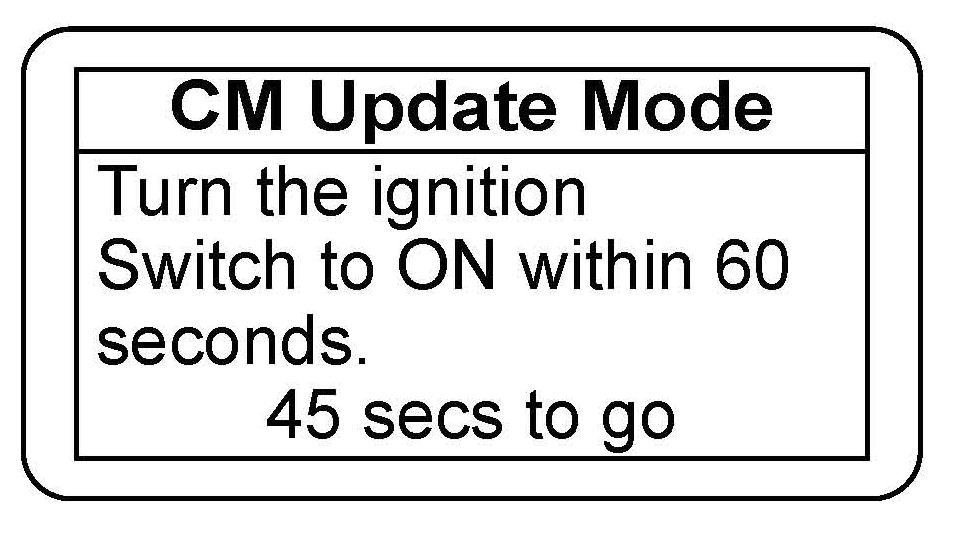 CM Update Mode
Turn the ignition
Switch to ON within 60
seconds.
45 secs to go